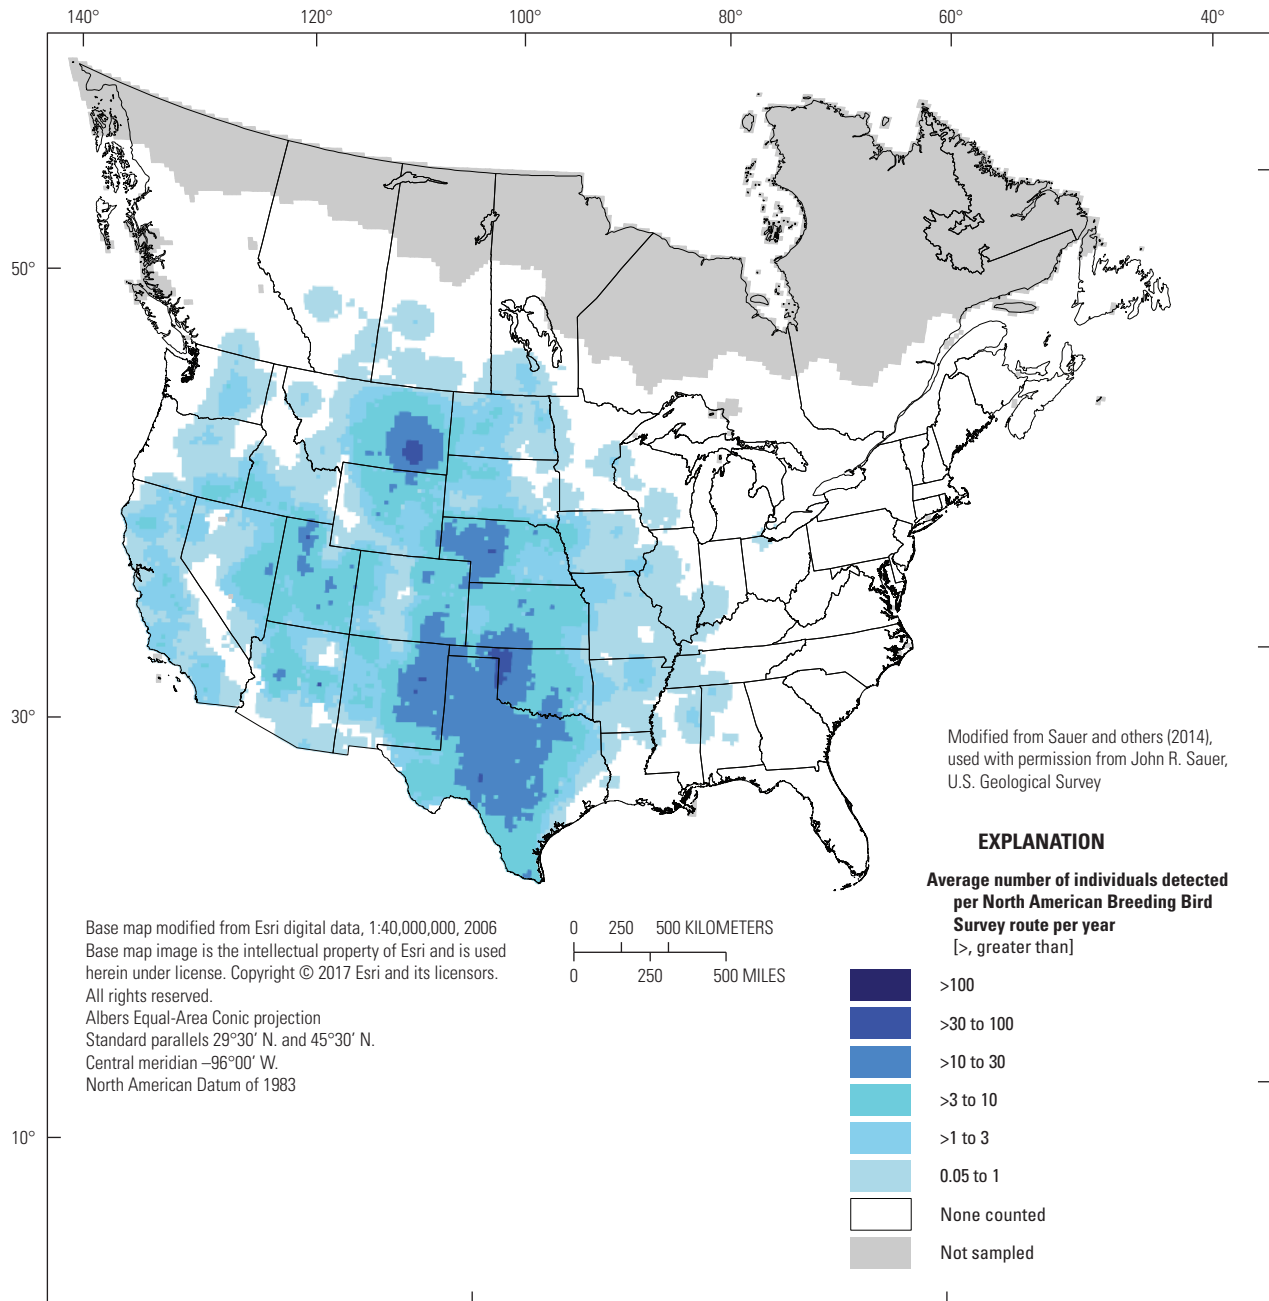 140°
120°
100°
80°
60°
40°
50°
30°
10°
Modified from Sauer and others (2014),
used with permission from John R. Sauer,
U.S. Geological Survey
EXPLANATION
Average number of individuals detected
per North American Breeding Bird
Survey route per year
[>, greater than]
>100
>30 to 100
>10 to 30
>3 to 10
>1 to 3
0.05 to 1
None counted
Not sampled
Base map modified from Esri digital data, 1:40,000,000, 2006
Base map image is the intellectual property of Esri and is used
herein under license. Copyright © 2017 Esri and its licensors.
All rights reserved.
Albers Equal-Area Conic projection
Standard parallels 29°30′ N. and 45°30′ N.
Central meridian –96°00′ W.
North American Datum of 1983
0 250 500 KILOMETERS
0 250 500 MILES